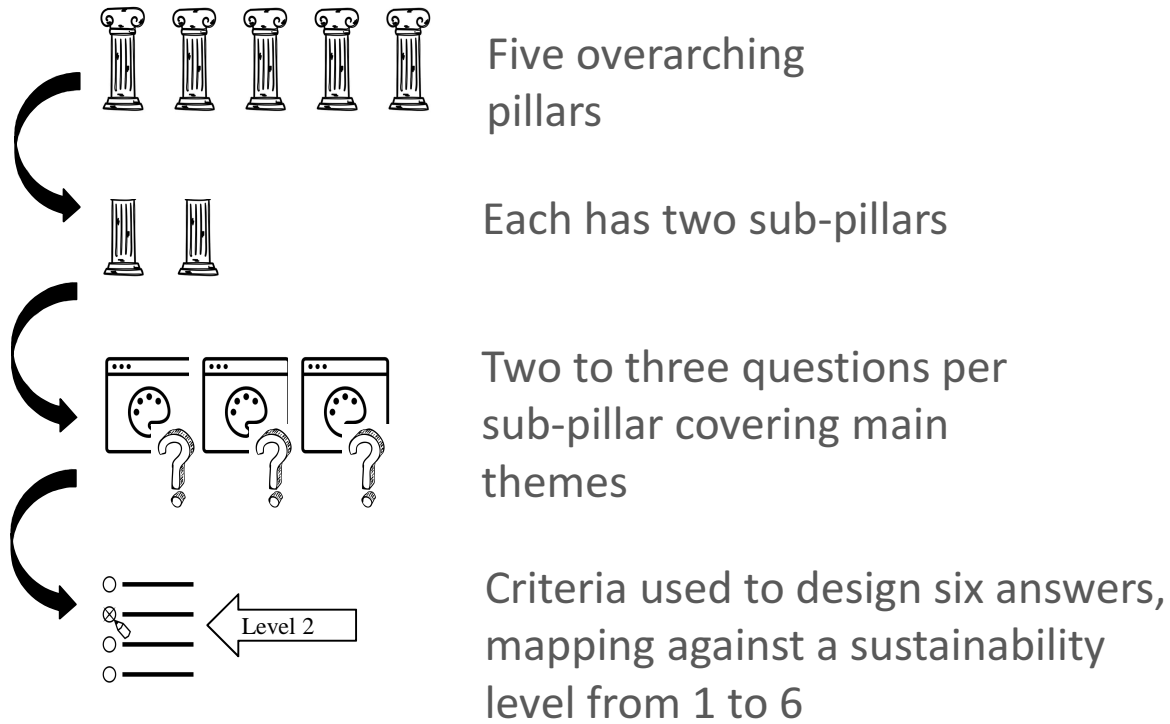 Five overarching
pillars
Each has two sub-pillars
Two to three questions per
sub-pillar covering main
themes
Level 2
Criteria used to design six answers,
mapping against a sustainability
level from 1 to 6